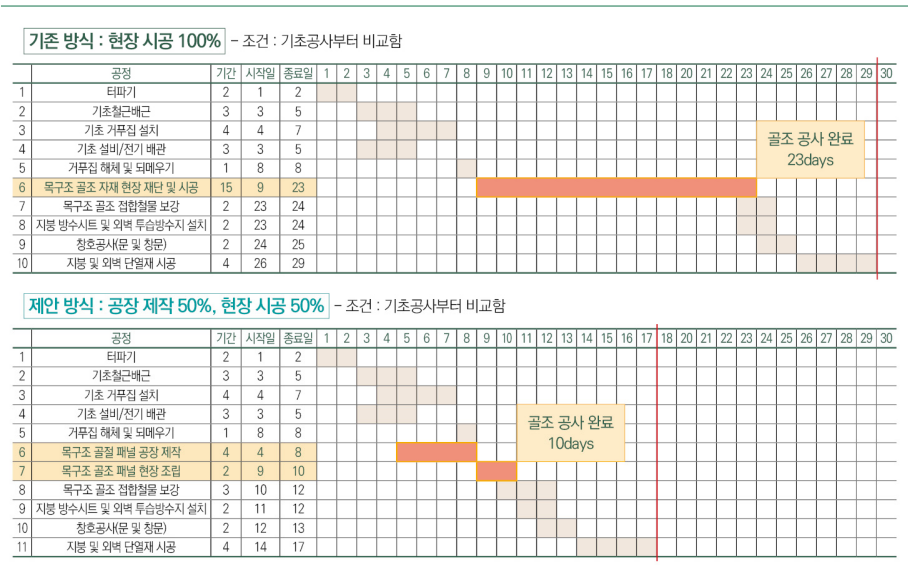 기존 방식 : 현장 시공 100% – 조건 : 기초공사부터 비교함
공정 기간 시작일 종료일 1 2 3 4 5 6 7 8 9 10 11 12 13 14 15 16 17 18 19 20 21 22 23 24 25 26 27 28 29 30
1 터파기 2 1 2
2 기초철근배근 3 3 5
3 기초 거푸집 설치 4 4 7
4 기초 설비/전기 배관 3 3 5
5 거푸집 해체 및 되메우기 1 8 8
6 목구조 골조 자재 현장 재단 및 시공 15 9 23
7 목구조 골조 접합철물 보강 2 23 24
8 지붕 방수시트 및 외벽 투습방수지 설치 2 23 24
9 창호공사(문 및 창문) 2 24 25
10 지붕 및 외벽 단열재 시공 4 26 29
골조 공사 완료
23days
제안 방식 : 공장 제작 50%, 현장 시공 50% – 조건 : 기초공사부터 비교함
공정 기간 시작일 종료일 1 2 3 4 5 6 7 8 9 10 11 12 13 14 15 16 17 18 19 20 21 22 23 24 25 26 27 28 29 30
1 터파기 2 1 2
2 기초철근배근 3 3 5
3 기초 거푸집 설치 4 4 7
4 기초 설비/전기 배관 3 3 5
5 거푸집 해체 및 되메우기 1 8 8
6 목구조 골절 패널 공장 제작 4 4 8
7 목구조 골조 패널 현장 조립 2 9 10
8 목구조 골조 접합철물 보강 3 10 12
9 지붕 방수시트 및 외벽 투습방수지 설치 2 11 12
10 창호공사(문 및 창문) 2 12 13
11 지붕 및 외벽 단열재 시공 4 14 17
골조 공사 완료
10days